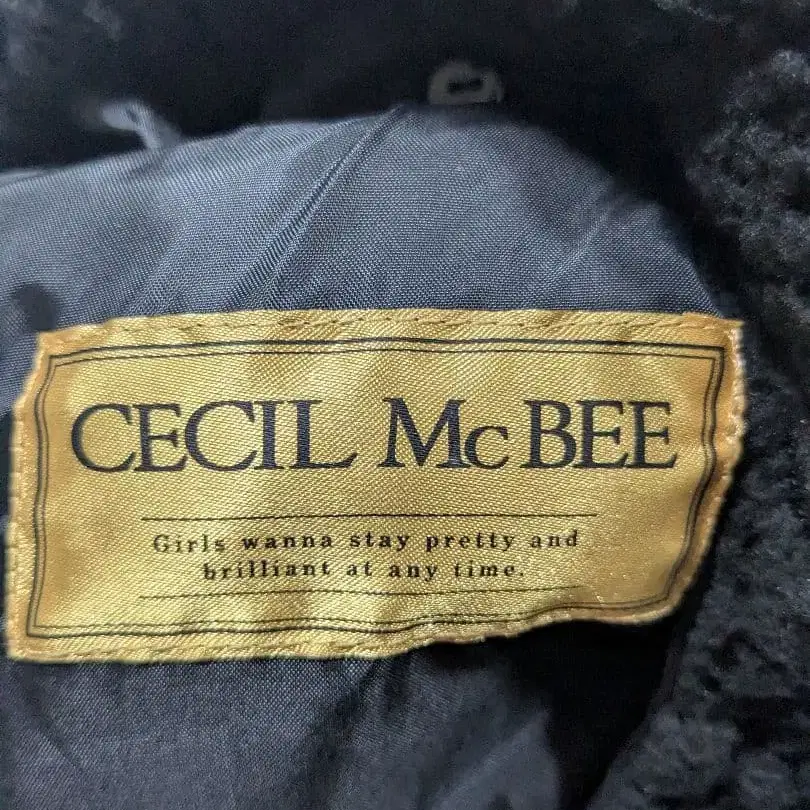 CECIL McBEE
Girls wanna stay pretty and
brilliant at any time.